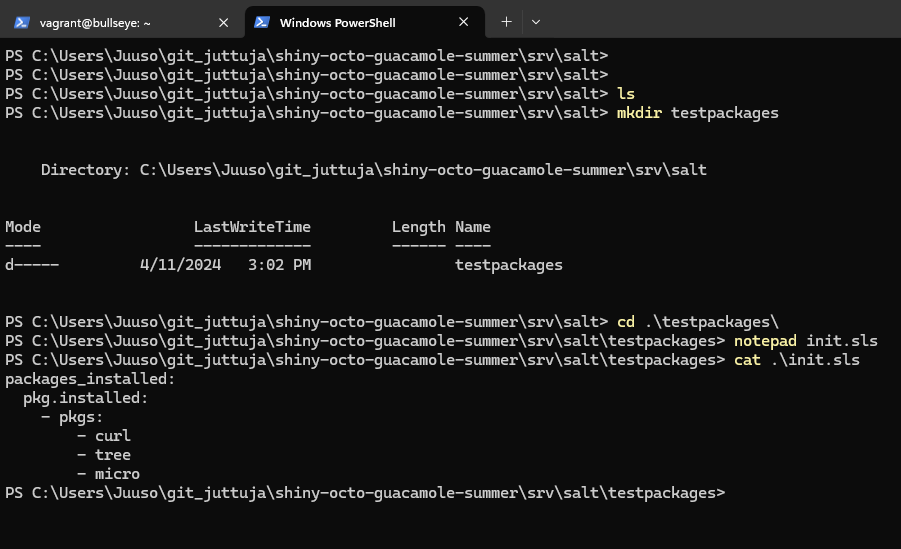 vagrant@bullseye: ~
Windows PowerShell
PS C:\Users\Juuso\git_juttuja\shiny-octo-guacamole-summer\srv\salt>
PS C:\Users\Juuso\git_juttuja\shiny-octo-guacamole-summer\srv\salt>
PS C:\Users\Juuso\git_juttuja\shiny-octo-guacamole-summer\srv\salt> ls
PS C:\Users\Juuso\git_juttuja\shiny-octo-guacamole-summer\srv\salt> mkdir testpackages
    Directory: C:\Users\Juuso\git_juttuja\shiny-octo-guacamole-summer\srv\salt
Mode                 LastWriteTime         Length Name
----                 -------------         ------ ----
d-----         4/11/2024   3:02 PM                testpackages
PS C:\Users\Juuso\git_juttuja\shiny-octo-guacamole-summer\srv\salt> cd .\testpackages\
PS C:\Users\Juuso\git_juttuja\shiny-octo-guacamole-summer\srv\salt\testpackages> notepad init.sls
PS C:\Users\Juuso\git_juttuja\shiny-octo-guacamole-summer\srv\salt\testpackages> cat .\init.sls
packages_installed:
  pkg.installed:
    - pkgs:
        - curl
        - tree
        - micro
PS C:\Users\Juuso\git_juttuja\shiny-octo-guacamole-summer\srv\salt\testpackages>